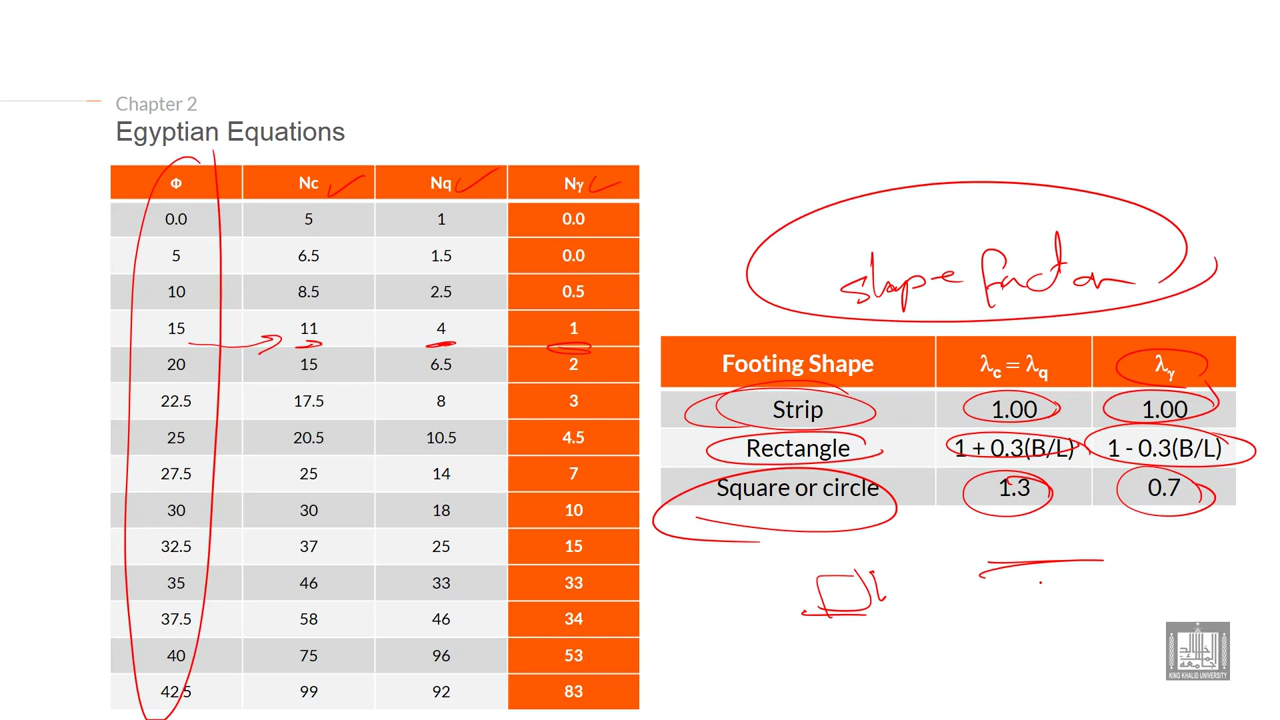 Chapter 2
Egyptian Equations
Φ Nc Nq Nγ
0.0 5 1 0.0
5 6.5 1.5 0.0
10 8.5 2.5 0.5
15 11 4 1
20 15 6.5 2
22.5 17.5 8 3
25 20.5 10.5 4.5
27.5 25 14 7
30 30 18 10
32.5 37 25 15
35 46 33 33
37.5 58 46 34
40 75 96 53
42.5 99 92 83
slope factor
Footing Shape λc = λq λγ
Strip 1.00 1.00
Rectangle 1 + 0.3(B/L) 1 - 0.3(B/L)
Square or circle 1.3 0.7
جامعة الملك خالد
KING KHALID UNIVERSITY